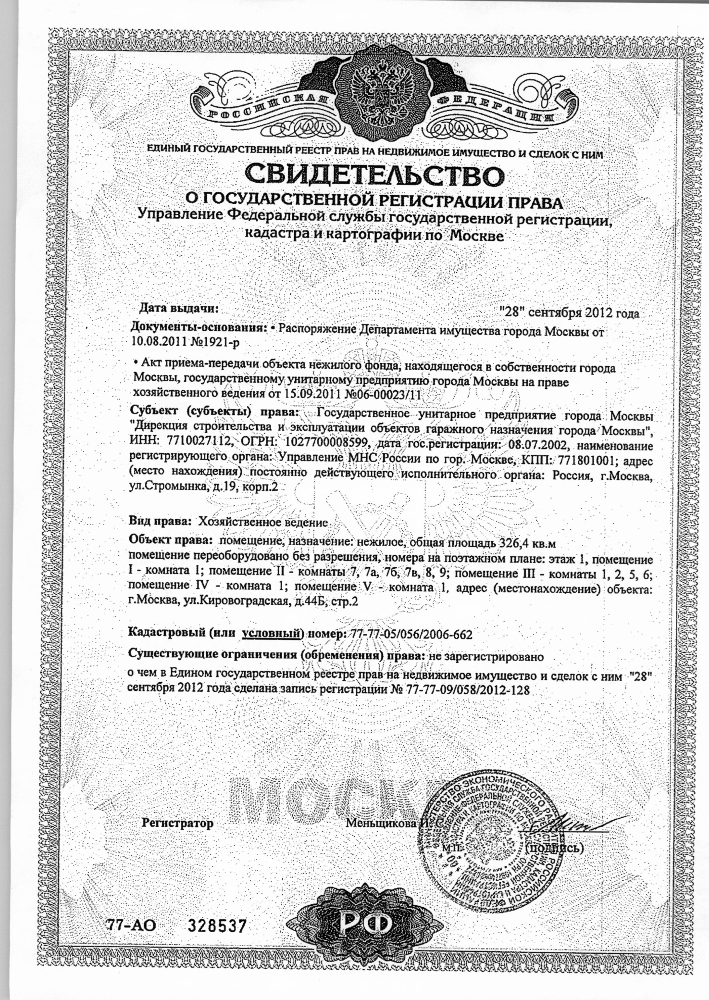 РОССИЙСКАЯ ФЕДЕРАЦИЯ
ЕДИНЫЙ ГОСУДАРСТВЕННЫЙ РЕЕСТР ПРАВ НА НЕДВИЖИМОЕ ИМУЩЕСТВО И СДЕЛОК С НИМ
СВИДЕТЕЛЬСТВО
О ГОСУДАРСТВЕННОЙ РЕГИСТРАЦИИ ПРАВА
Управление Федеральной службы государственной регистрации,
кадастра и картографии по Москве
Дата выдачи: "28" сентября 2012 года
Документы-основания: • Распоряжение Департамента имущества города Москвы от
10.08.2011 №1921-р
• Акт приема-передачи объекта нежилого фонда, находящегося в собственности города
Москвы, государственному унитарному предприятию города Москвы на праве
хозяйственного ведения от 15.09.2011 №06-00023/11
Субъект (субъекты) права: Государственное унитарное предприятие города Москвы
"Дирекция строительства и эксплуатации объектов гаражного назначения города Москвы",
ИНН: 7710027112, ОГРН: 1027700008599, дата гос.регистрации: 08.07.2002, наименование
регистрирующего органа: Управление МНС России по гор. Москве, КПП: 771801001; адрес
(место нахождения) постоянно действующего исполнительного органа: Россия, г.Москва,
ул.Стромынка, д.19, корп.2
Вид права: Хозяйственное ведение
Объект права: помещение, назначение: нежилое, общая площадь 326,4 кв.м
помещение переоборудовано без разрешения, номера на поэтажном плане: этаж 1, помещение
I - комната 1; помещение II - комнаты 7, 7а, 7б, 7в, 8, 9; помещение III - комнаты 1, 2, 5, 6;
помещение IV - комната 1; помещение V - комната 1, адрес (местонахождение) объекта:
г.Москва, ул.Кировоградская, д.44Б, стр.2
Кадастровый (или условный) номер: 77-77-05/056/2006-662
Существующие ограничения (обременения) права: не зарегистрировано
о чем в Едином государственном реестре прав на недвижимое имущество и сделок с ним "28"
сентября 2012 года сделана запись регистрации № 77-77-09/058/2012-128
МОСК
Регистратор Меньщикова И. С.
м.п. (подпись)
77-АО 328537
РФ